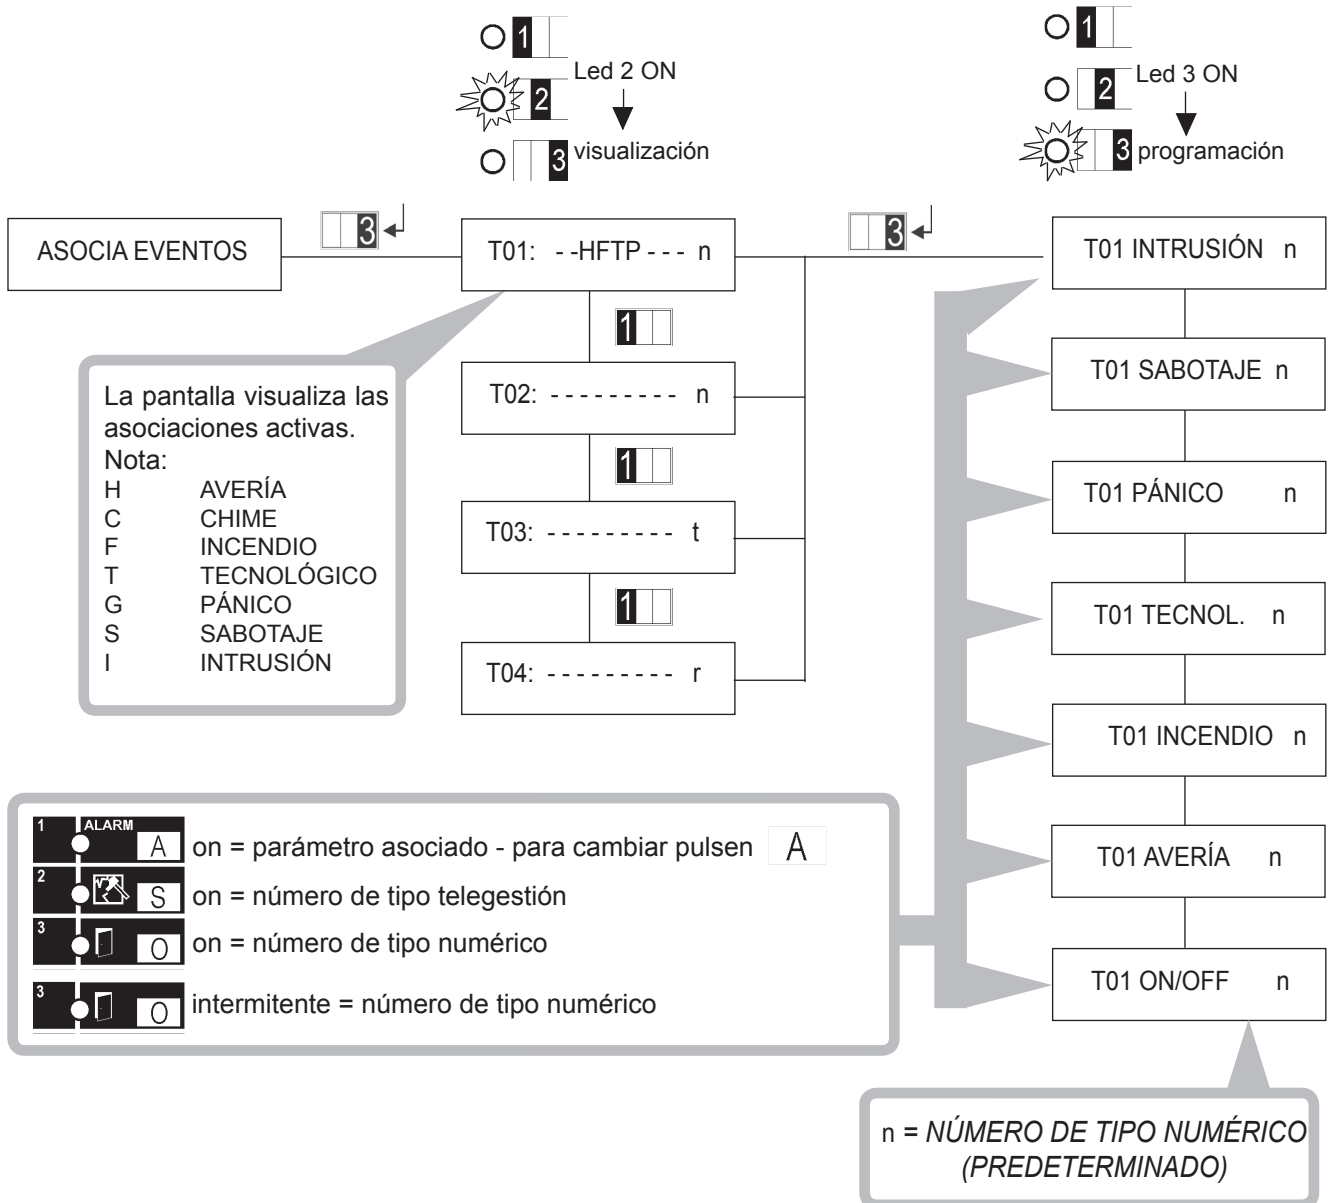 1
Led 2 ON
2
3 visualización
1
Led 3 ON
2
3 programación
ASOCIA EVENTOS
3
T01: - -HFTP - - - n
3
T01 INTRUSIÓN n
1
T02: - - - - - - - - - n
1
T03: - - - - - - - - - t
1
T04: - - - - - - - - - r
La pantalla visualiza las
asociaciones activas.
Nota:
H AVERÍA
C CHIME
F INCENDIO
T TECNOLÓGICO
G PÁNICO
S SABOTAJE
I INTRUSIÓN
T01 SABOTAJE n
T01 PÁNICO n
T01 TECNOL. n
T01 INCENDIO n
T01 AVERÍA n
T01 ON/OFF n
1 ALARM A on = parámetro asociado - para cambiar pulsen A
2 S on = número de tipo telegestión
3 O on = número de tipo numérico
3 O intermitente = número de tipo numérico
n = NÚMERO DE TIPO NUMÉRICO
(PREDETERMINADO)